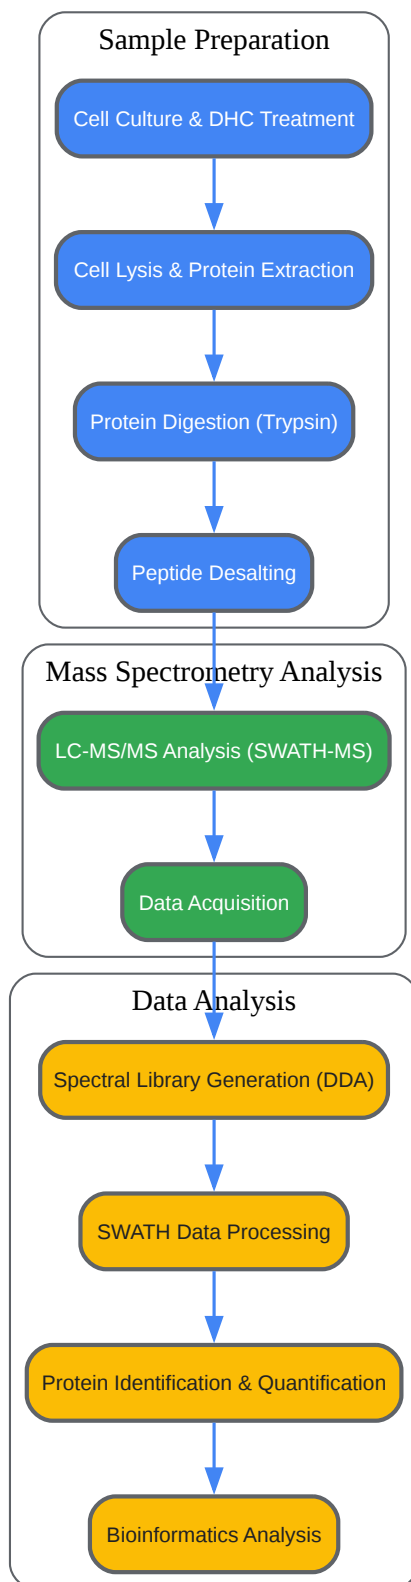 Sample Preparation
Cell Culture & DHC Treatment
Cell Lysis & Protein Extraction
Protein Digestion (Trypsin)
Peptide Desalting
Mass Spectrometry Analysis
LC-MS/MS Analysis (SWATH-MS)
Data Acquisition
Data Analysis
Spectral Library Generation (DDA)
SWATH Data Processing
Protein Identification & Quantification
Bioinformatics Analysis